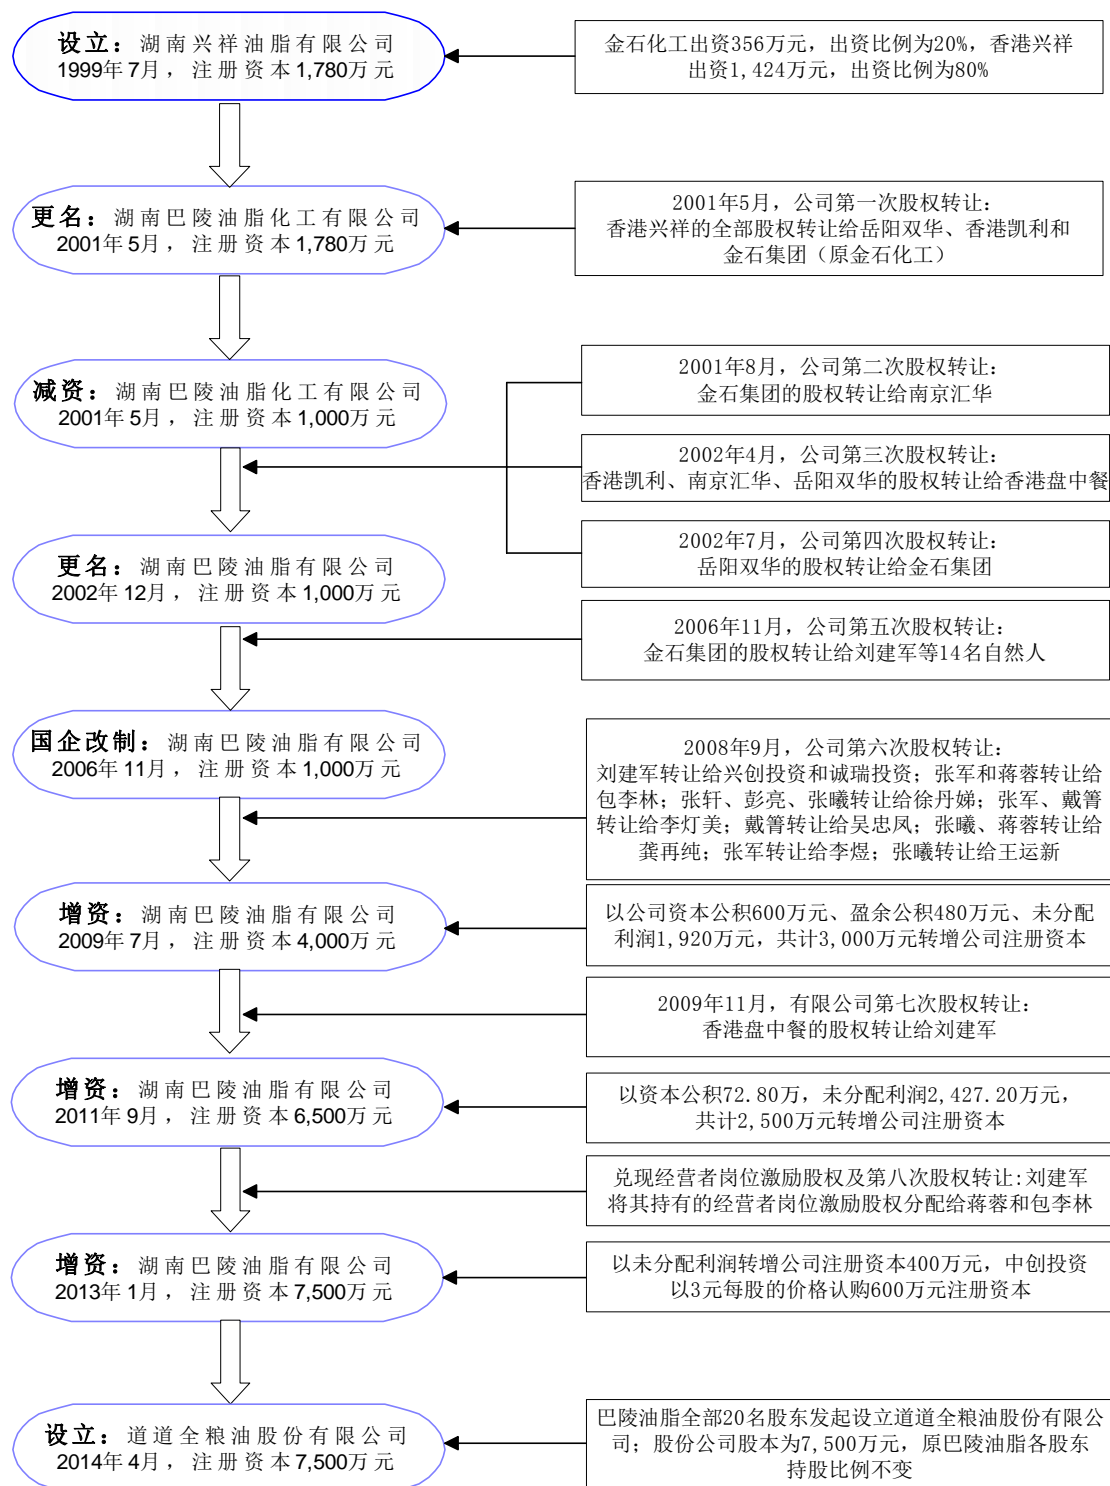 设立：湖南兴祥油脂有限公司
1999年7月，注册资本1,780万元
金石化工出资356万元，出资比例为20%，香港兴祥
出资1,424万元，出资比例为80%
更名：湖南巴陵油脂化工有限公司
2001年5月，注册资本1,780万元
2001年5月，公司第一次股权转让：
香港兴祥的全部股权转让给岳阳双华、香港凯利和
金石集团（原金石化工）
减资：湖南巴陵油脂化工有限公司
2001年5月，注册资本1,000万元
2001年8月，公司第二次股权转让：
金石集团的股权转让给南京汇华
2002年4月，公司第三次股权转让：
香港凯利、南京汇华、岳阳双华的股权转让给香港盘中餐
2002年7月，公司第四次股权转让：
岳阳双华的股权转让给金石集团
更名：湖南巴陵油脂有限公司
2002年12月，注册资本1,000万元
2006年11月，公司第五次股权转让：
金石集团的股权转让给刘建军等14名自然人
国企改制：湖南巴陵油脂有限公司
2006年11月，注册资本1,000万元
2008年9月，公司第六次股权转让：
刘建军转让给兴创投资和诚瑞投资；张军和蒋蓉转让给
包李林；张轩、彭亮、张曦转让给徐丹娣；张军、戴箐
转让给李灯美；戴箐转让给吴忠凤；张曦、蒋蓉转让给
龚再纯；张军转让给李煜；张曦转让给王运新
增资：湖南巴陵油脂有限公司
2009年7月，注册资本4,000万元
以公司资本公积600万元、盈余公积480万元、未分配
利润1,920万元，共计3,000万元转增公司注册资本
2009年11月，有限公司第七次股权转让：
香港盘中餐的股权转让给刘建军
增资：湖南巴陵油脂有限公司
2011年9月，注册资本6,500万元
以资本公积72.80万，未分配利润2,427.20万元，
共计2,500万元转增公司注册资本
兑现经营者岗位激励股权及第八次股权转让:刘建军
将其持有的经营者岗位激励股权分配给蒋蓉和包李林
增资：湖南巴陵油脂有限公司
2013年1月，注册资本7,500万元
以未分配利润转增公司注册资本400万元，中创投资
以3元每股的价格认购600万元注册资本
设立：道道全粮油股份有限公司
2014年4月，注册资本7,500万元
巴陵油脂全部20名股东发起设立道道全粮油股份有限公
司；股份公司股本为7,500万元，原巴陵油脂各股东
持股比例不变